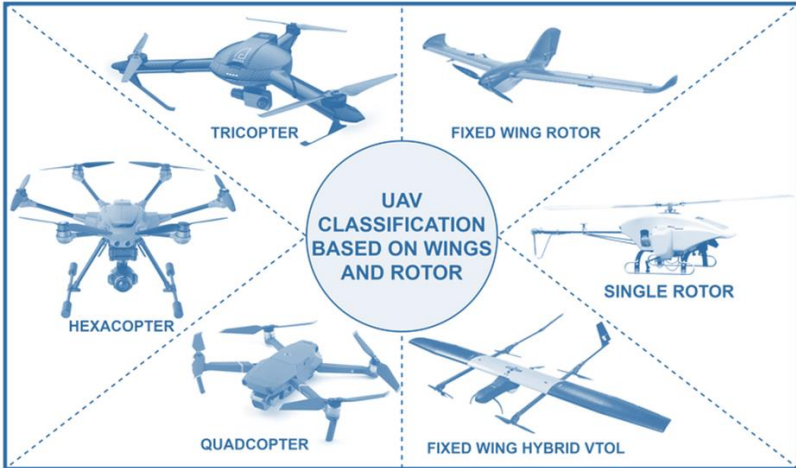 TRICOPTER
FIXED WING ROTOR
UAV
CLASSIFICATION
BASED ON WINGS
AND ROTOR
HEXACOPTER
SINGLE ROTOR
QUADCOPTER
FIXED WING HYBRID VTOL